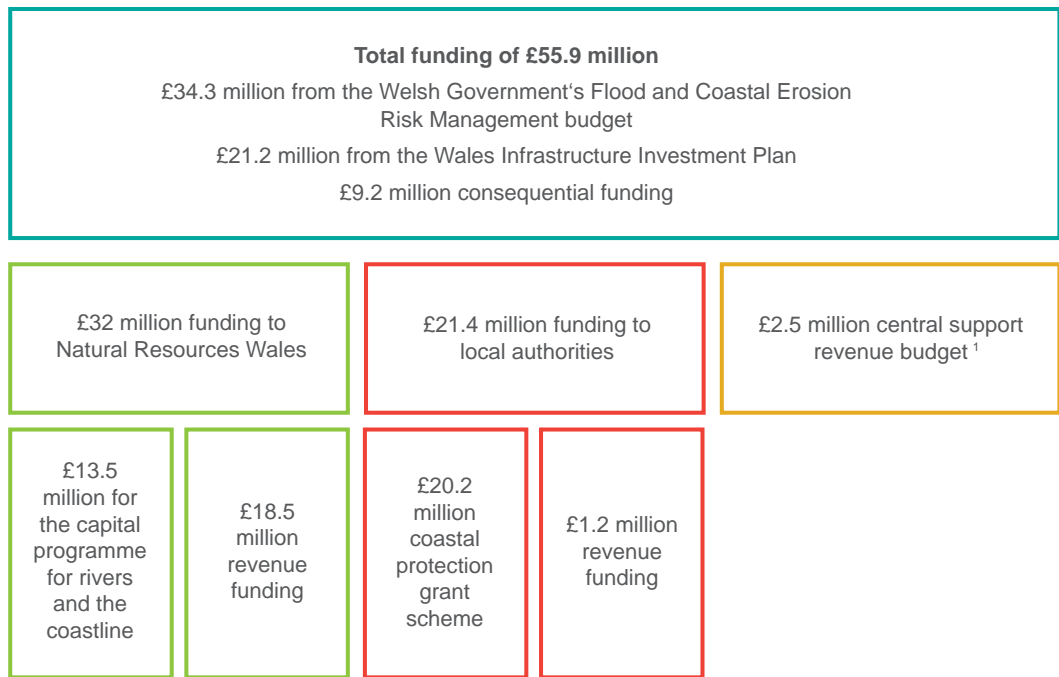 Total funding of £55.9 million
£34.3 million from the Welsh Government‘s Flood and Coastal Erosion
Risk Management budget
£21.2 million from the Wales Infrastructure Investment Plan
£9.2 million consequential funding
£32 million funding to
Natural Resources Wales
£21.4 million funding to
local authorities
£2.5 million central support
revenue budget 1
£13.5
million for
the capital
programme
for rivers
and the
coastline
£18.5
million
revenue
funding
£20.2
million
coastal
protection
grant
scheme
£1.2 million
revenue
funding